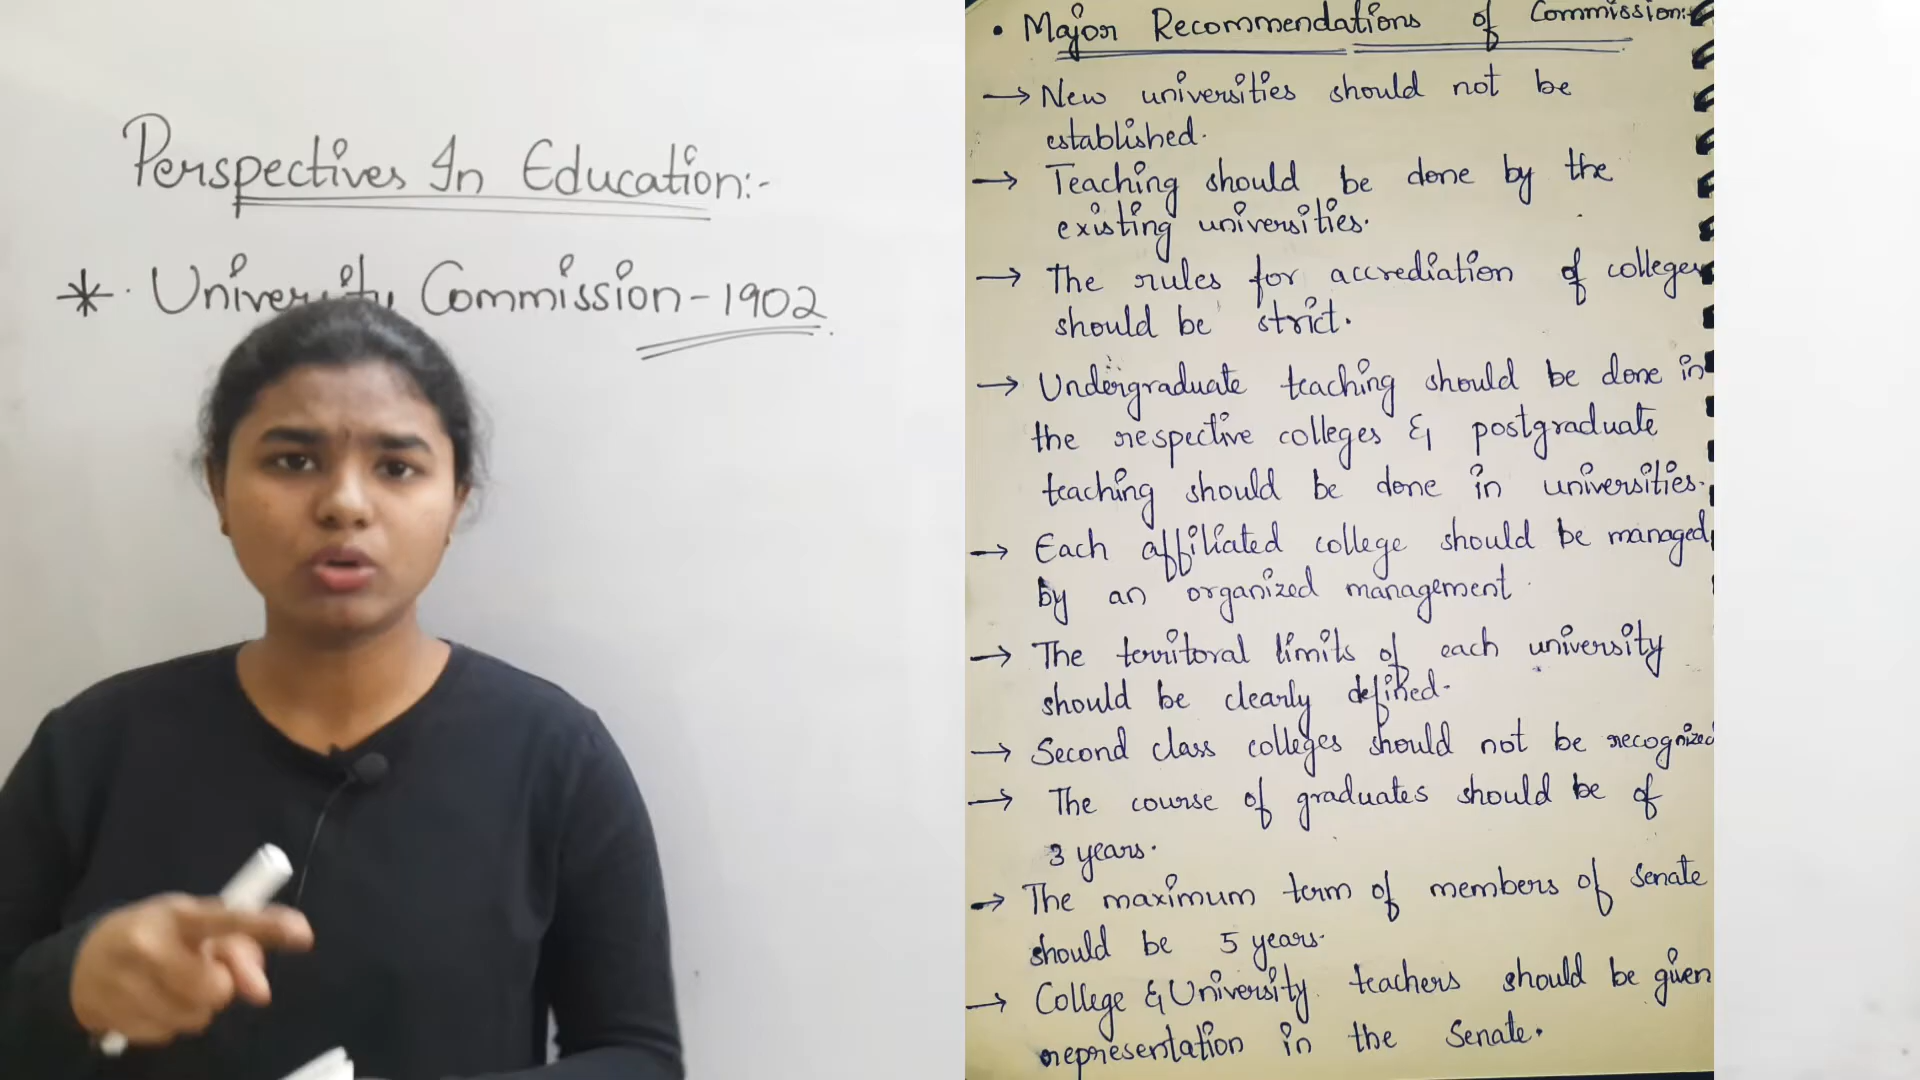 Perspectives In Education:-
* University Commission-1902
• Major Recommendations of Commission:-
→ New universities should not be
established.
→ Teaching should be done by the
existing universities.
→ The rules for accrediation of colleges
should be strict.
→ Undergraduate teaching should be done in
the respective colleges & postgraduate
teaching should be done in universities.
→ Each affiliated college should be managed
by an organized management
→ The territoral limits of each university
should be clearly defined.
→ Second class colleges should not be recognized
→ The course of graduates should be of
3 years.
→ The maximum term of members of Senate
should be 5 years.
→ College & University teachers should be given
representation in the Senate.